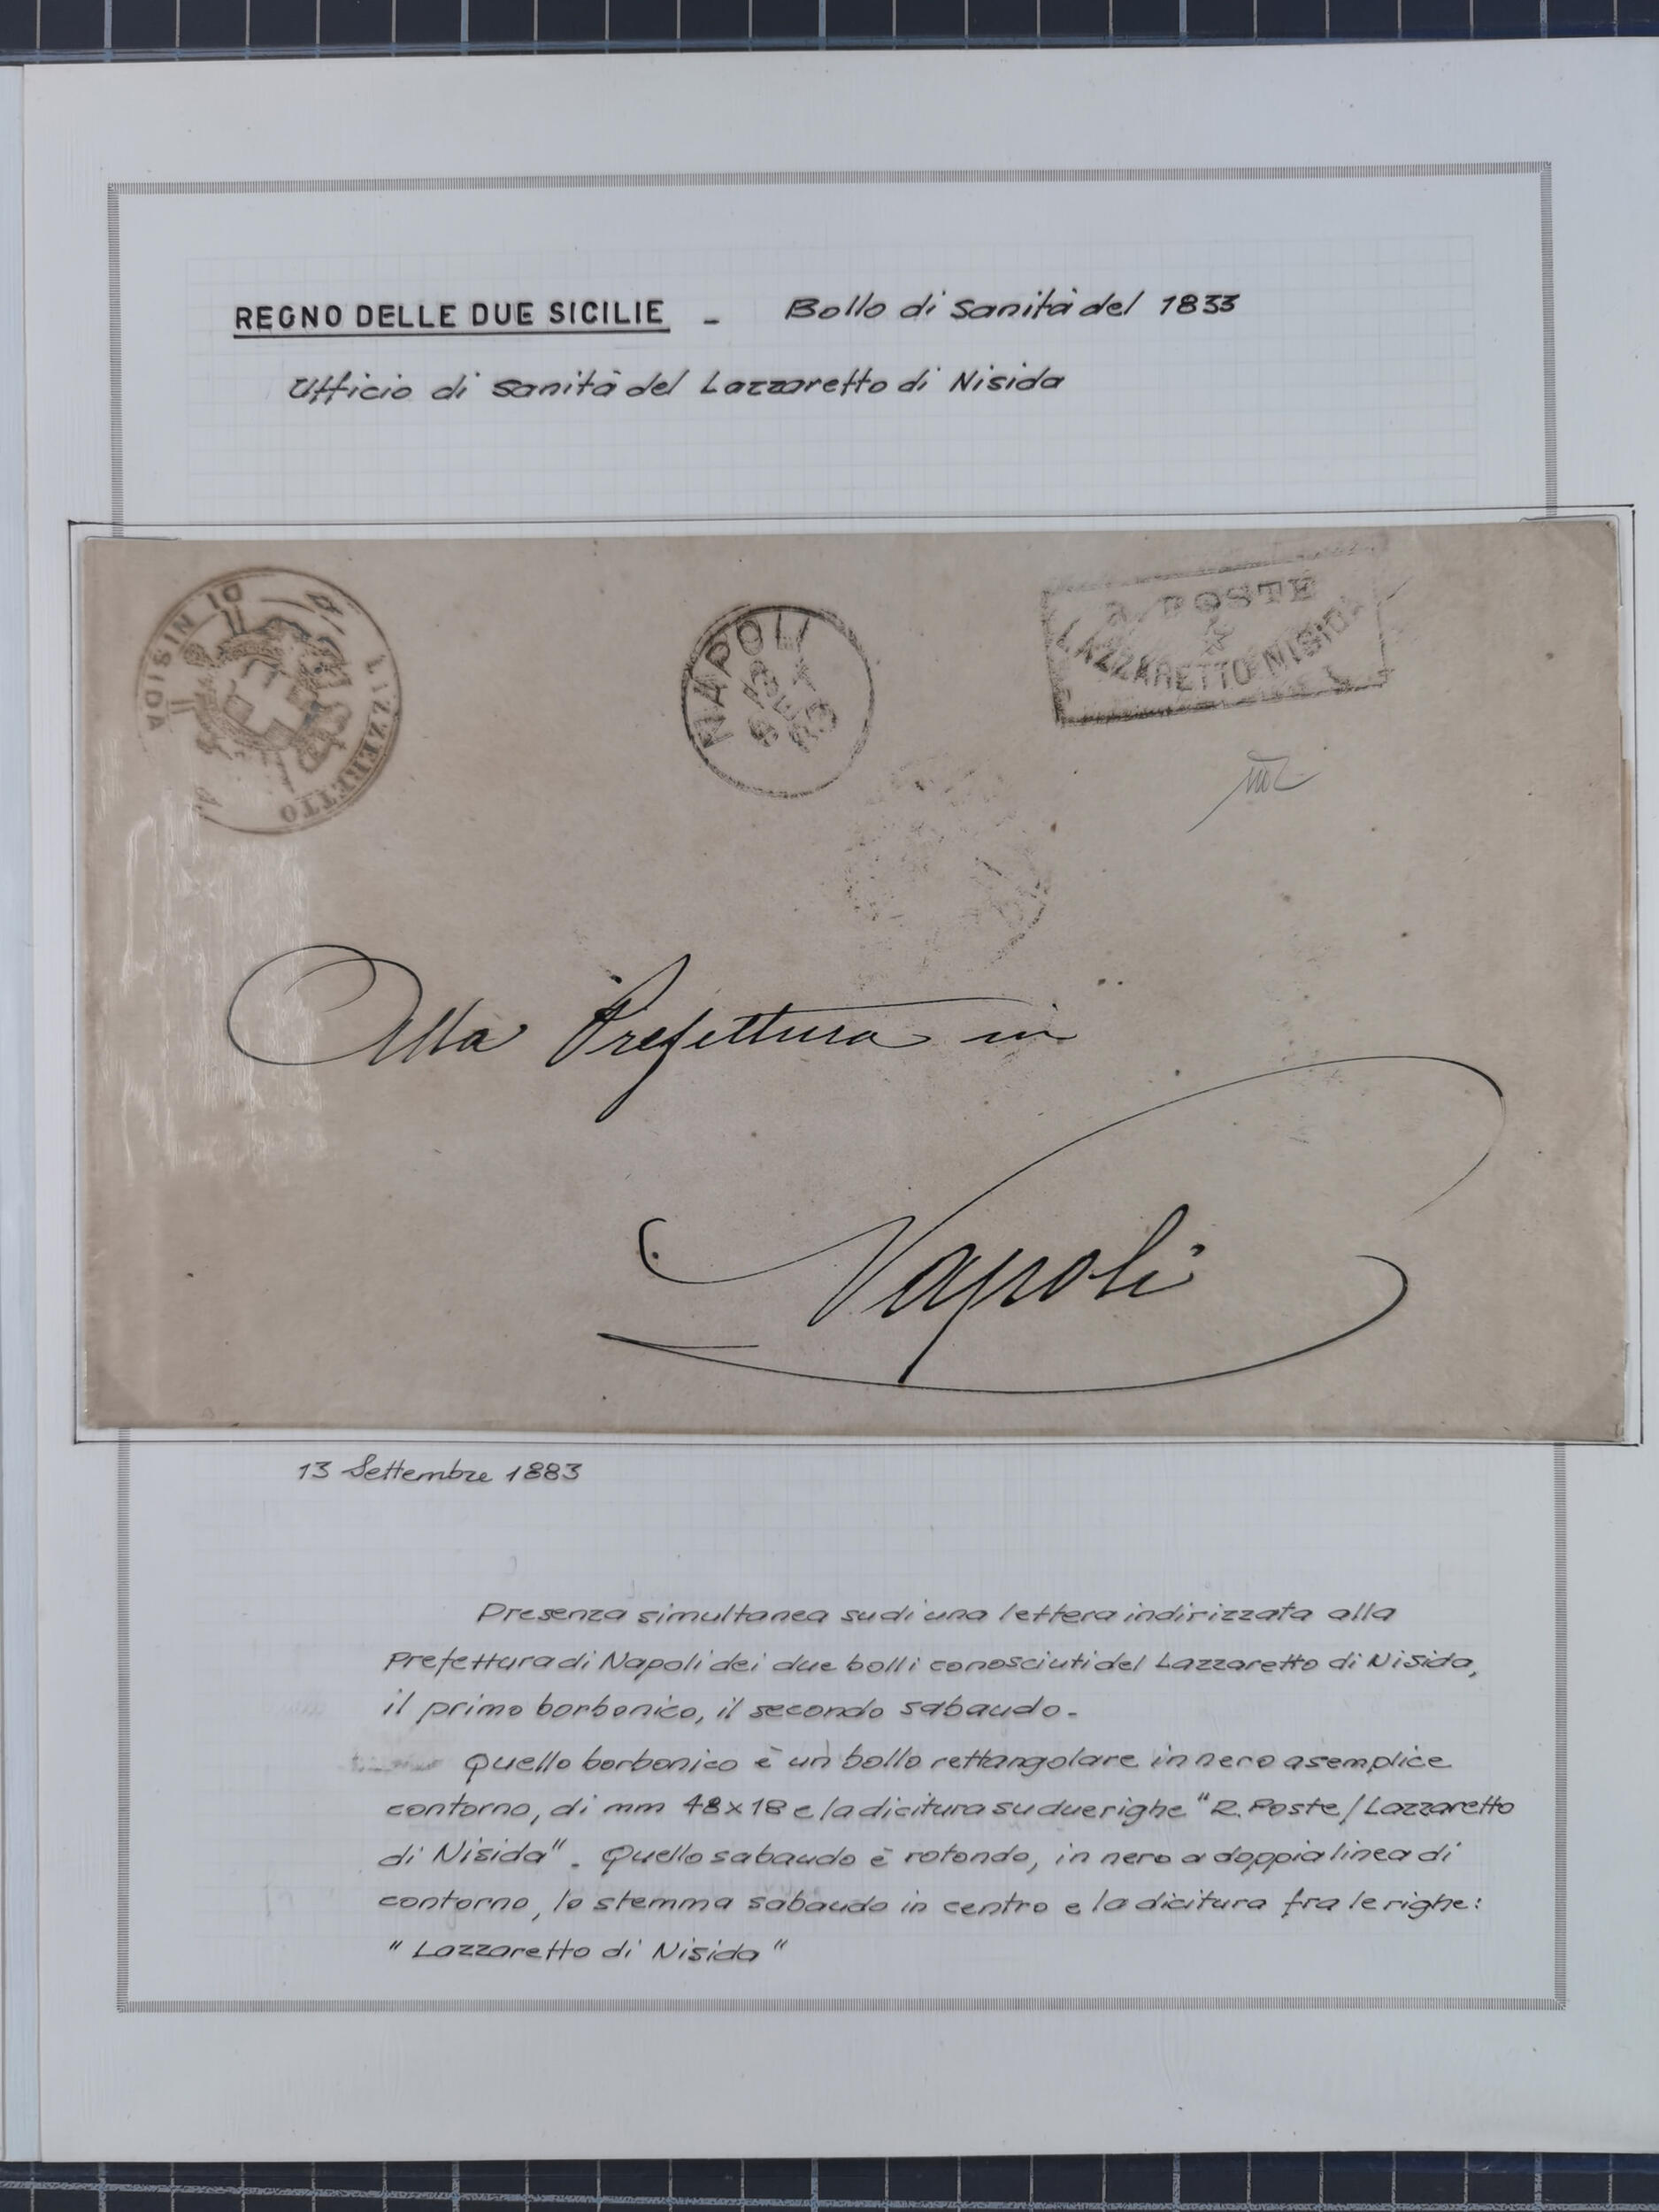 REGNO DELLE DUE SICILIE - Bollo di Sanità del 1833
Ufficio di Sanità del Lazzaretto di Nisida
LIZZERETTO DI NISIDA
NAPOLI
R. POSTE
LAZZARETTO NISIDA
Alla Prefettura in
Napoli
13 Settembre 1883
Presenza simultanea su di una lettera indirizzata alla
Prefettura di Napoli dei due bolli conosciuti del Lazzaretto di Nisida,
il primo borbonico, il secondo sabaudo.
Quello borbonico è un bollo rettangolare in nero a semplice
contorno, di mm 48x18 e la dicitura su due righe "R. Poste/Lazzaretto
di Nisida". Quello sabaudo è rotondo, in nero a doppia linea di
contorno, lo stemma sabaudo in centro e la dicitura fra le righe:
"Lazzaretto di Nisida"